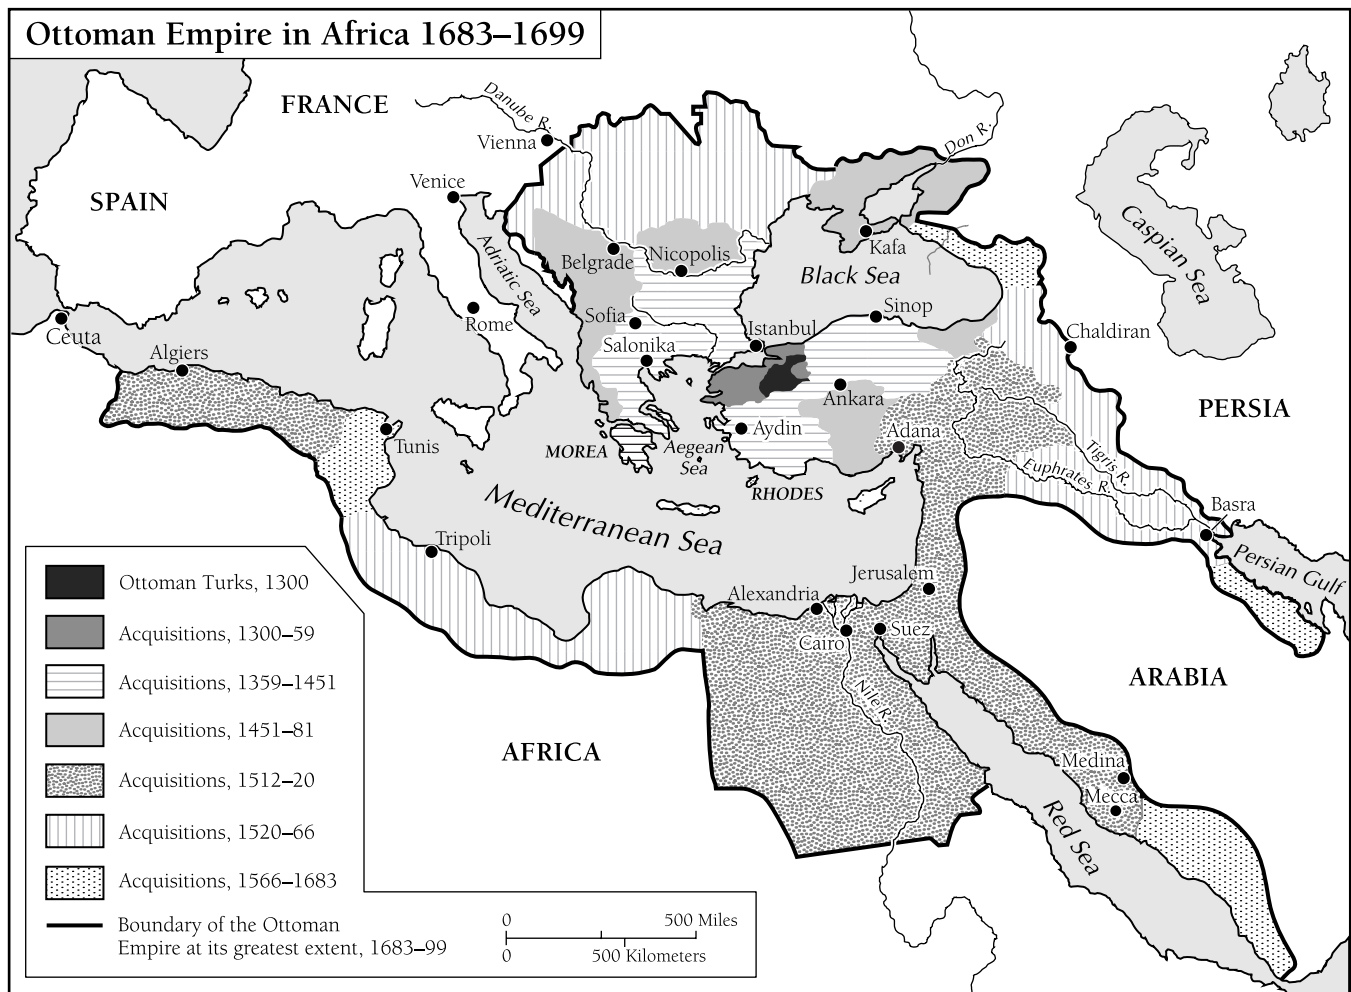 Ottoman Empire in Africa 1683–1699
FRANCE
Danube R.
Vienna
Don R.
Venice
SPAIN
Caspian Sea
Adriatic Sea
Belgrade
Nicopolis
Kafa
Black Sea
Sofia
Rome
Sinop
Istanbul
Ceuta
Chaldiran
Algiers
Salonika
Ankara
PERSIA
Tunis
MOREA
Aegean
Sea
Aydin
Adana
Tigris R.
Euphrates R.
RHODES
Mediterranean Sea
Basra
Tripoli
Persian Gulf
Jerusalem
Alexandria
Cairo
Suez
ARABIA
Nile R.
AFRICA
Medina
Mecca
Red Sea
Ottoman Turks, 1300
Acquisitions, 1300–59
Acquisitions, 1359–1451
Acquisitions, 1451–81
Acquisitions, 1512–20
Acquisitions, 1520–66
Acquisitions, 1566–1683
Boundary of the Ottoman
Empire at its greatest extent, 1683–99
0 500 Miles
0 500 Kilometers